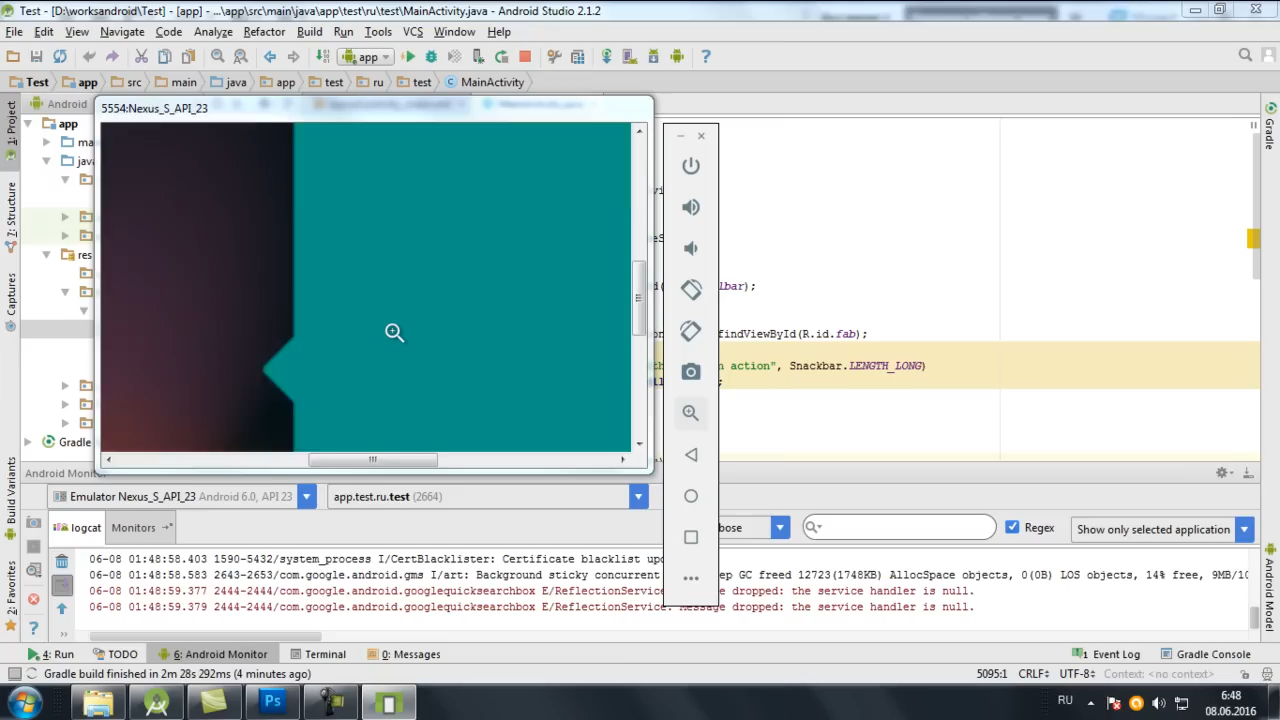 Test - [D:\worksandroid\Test] - [app] - ...\app\src\main\java\app\test\ru\test\MainActivity.java - Android Studio 2.1.2
File Edit View Navigate Code Analyze Refactor Build Run Tools VCS Window Help
app
Test app src main java app test ru test MainActivity
1: Project
Android
5554:Nexus_S_API_23
Gradle
app
ma
java
7: Structure
lbar);
res
Captures
findViewById(R.id.fab);
n action", Snackbar.LENGTH_LONG)
;
Gradle
Build Variants
Android Monitor
Emulator Nexus_S_API_23 Android 6.0, API 23
app.test.ru.test (2664)
bose
Regex
Show only selected application
logcat
Monitors
06-08 01:48:58.403 1590-5432/system_process I/CertBlacklister: Certificate blacklist
06-08 01:48:58.583 2643-2653/com.google.android.gms I/art: Background sticky concurrent ep GC freed 12723(1748KB) AllocSpace objects, 0(0B) LOS objects, 14% free, 9MB/10
06-08 01:48:59.377 2444-2444/com.google.android.googlequicksearchbox E/ReflectionService: e dropped: the service handler is null.
06-08 01:48:59.379 2444-2444/com.google.android.googlequicksearchbox E/ReflectionService: message dropped: the service handler is null.
2: Favorites
Android Model
4: Run TODO 6: Android Monitor Terminal 0: Messages 1 Event Log Gradle Console
Gradle build finished in 2m 28s 292ms (4 minutes ago) 5095:1 CRLF UTF-8 Context: <no context>
Ps
RU
6:48
08.06.2016